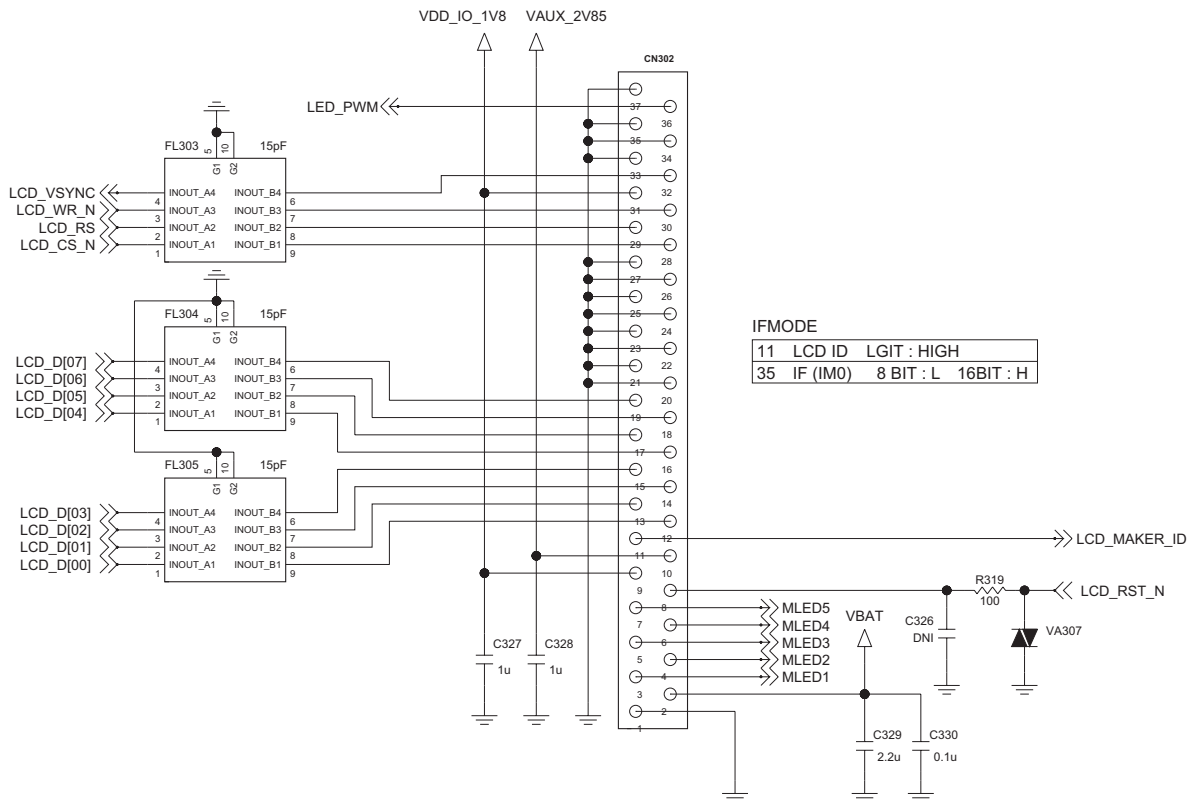 VDD_IO_1V8 VAUX_2V85
CN302
LED_PWM
37
36
35
34
33
32
31
30
29
28
27
26
25
24
23
22
21
20
19
18
17
16
15
14
13
12
11
10
9
8
7
6
5
4
3
2
1
FL303 5 10 15pF
G1 G2
LCD_VSYNC 4 INOUT_A4 INOUT_B4 6
LCD_WR_N 3 INOUT_A3 INOUT_B3 7
LCD_RS 2 INOUT_A2 INOUT_B2 8
LCD_CS_N 1 INOUT_A1 INOUT_B1 9
FL304 5 10 15pF
G1 G2
LCD_D[07] 4 INOUT_A4 INOUT_B4 6
LCD_D[06] 3 INOUT_A3 INOUT_B3 7
LCD_D[05] 2 INOUT_A2 INOUT_B2 8
LCD_D[04] 1 INOUT_A1 INOUT_B1 9
FL305 5 10 15pF
G1 G2
LCD_D[03] 4 INOUT_A4 INOUT_B4 6
LCD_D[02] 3 INOUT_A3 INOUT_B3 7
LCD_D[01] 2 INOUT_A2 INOUT_B2 8
LCD_D[00] 1 INOUT_A1 INOUT_B1 9
IFMODE
11 LCD ID LGIT : HIGH
35 IF (IM0) 8 BIT : L 16BIT : H
LCD_MAKER_ID
R319
100
LCD_RST_N
C326
DNI
VA307
MLED5
MLED4
MLED3
MLED2
MLED1
VBAT
C327
1u
C328
1u
C329
2.2u
C330
0.1u